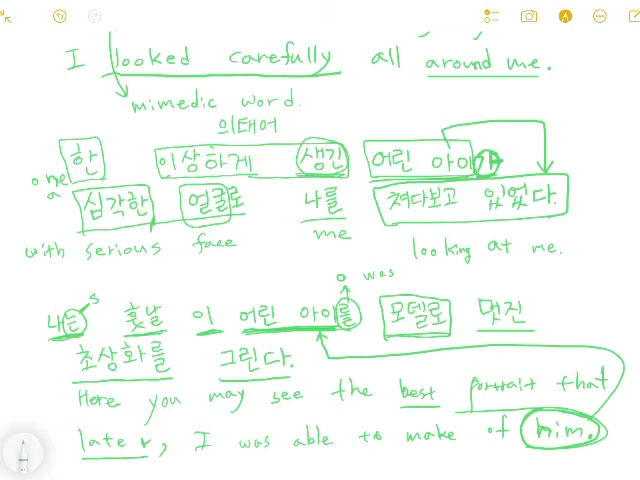 I looked carefully all around me.
mimedic word.
의태어
한 이상하게 생긴 어린 아이가
one
a
심각한 얼굴로 나를 쳐다보고 있었다.
with serious face me looking at me.
o was
s
나는 훗날 이 어린 아이를 모델로 멋진
초상화를 그린다.
Here you may see the best portrait that
later, I was able to make of him.